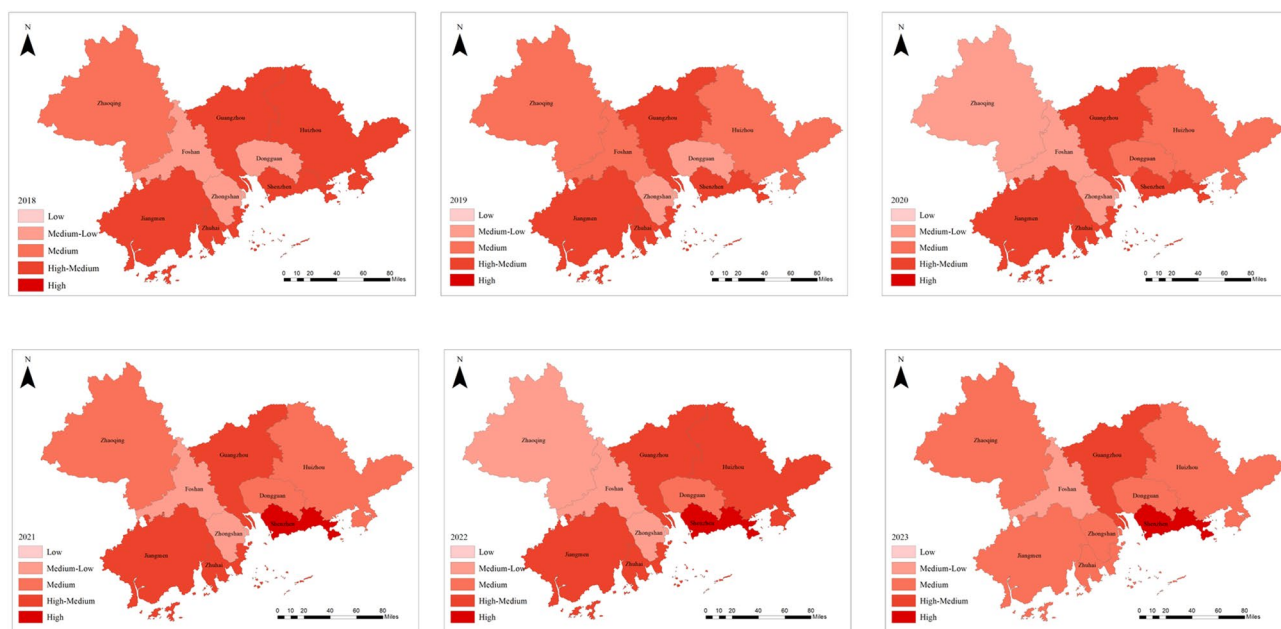 N
Zhaoqing
Guangzhou
Huizhou
Foshan
Dongguan
Zhongshan
Shenzhen
Jiangmen
Zhuhai
2018
Low
Medium-Low
Medium
High-Medium
High
0 10 20 40 60 80
Miles
N
Zhaoqing
Guangzhou
Huizhou
Foshan
Dongguan
Zhongshan
Shenzhen
Jiangmen
Zhuhai
2019
Low
Medium-Low
Medium
High-Medium
High
0 10 20 40 60 80
Miles
N
Zhaoqing
Guangzhou
Huizhou
Foshan
Dongguan
Zhongshan
Shenzhen
Jiangmen
Zhuhai
2020
Low
Medium-Low
Medium
High-Medium
High
0 10 20 40 60 80
Miles
N
Zhaoqing
Guangzhou
Huizhou
Foshan
Dongguan
Zhongshan
Shenzhen
Jiangmen
Zhuhai
2021
Low
Medium-Low
Medium
High-Medium
High
0 10 20 40 60 80
Miles
N
Zhaoqing
Guangzhou
Huizhou
Foshan
Dongguan
Zhongshan
Shenzhen
Jiangmen
Zhuhai
2022
Low
Medium-Low
Medium
High-Medium
High
0 10 20 40 60 80
Miles
N
Zhaoqing
Guangzhou
Huizhou
Foshan
Dongguan
Zhongshan
Shenzhen
Jiangmen
Zhuhai
2023
Low
Medium-Low
Medium
High-Medium
High
0 10 20 40 60 80
Miles